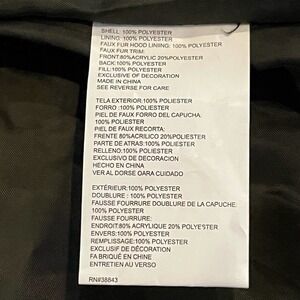 SHELL: 100% POLYESTER
LINING: 100% POLYESTER
FAUX FUR HOOD LINIING: 100% POLYESTER
FAUX FUR TRIM:
FRONT:80%ACRYLIC 20%POLYESTER
BACK:100% POLYESTER
FILL:100% POLYESTER
EXCLUSIVE OF DECORATION
MADE IN CHINA
SEE REVERSE FOR CARE
TELA EXTERIOR:100% POLIESTER
FORRO :100% POLIESTER
PIEL DE FAUX FORRO DEL CAPUCHA:
100% POLIESTER
PIEL DE FAUX RECORTA:
FRENTE 80%ACRILICO 20%POLIESTER
PARTE DE ATRAS:100% POLIESTER
RELLENO:100% POLIESTER
EXCLUSIVO DE DECORACION
HECHO EN CHINA
VER AL DORSE OARA CUIDADO
EXTÉRIEUR:100% POLYESTER
DOUBLURE : 100% POLYESTER
FAUSSE FOURRURE DOUBLURE DE LA CAPUCHE:
100% POLYESTER
FAUSSE FOURRURE:
ENDROIT:80% ACRYLIQUE 20% POLYESTER
ENVERS:100% POLYESTER
REMPLISSAGE:100% POLYESTER
EXCLUSIF DE DÉCORATION
FABRIQUÉ EN CHINE
ENTRETIEN AU VERSO
RN#38843